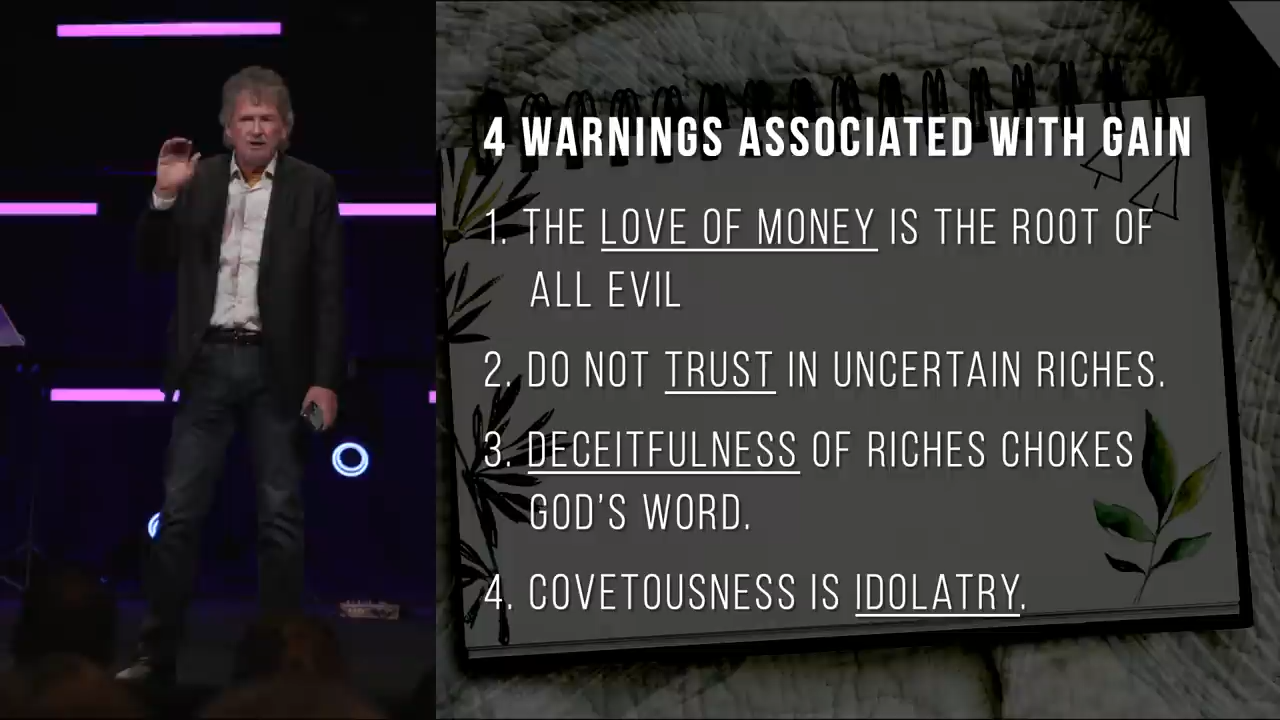 4 WARNINGS ASSOCIATED WITH GAIN
1. THE LOVE OF MONEY IS THE ROOT OF
ALL EVIL
2. DO NOT TRUST IN UNCERTAIN RICHES.
3. DECEITFULNESS OF RICHES CHOKES
GOD'S WORD.
4. COVETOUSNESS IS IDOLATRY.